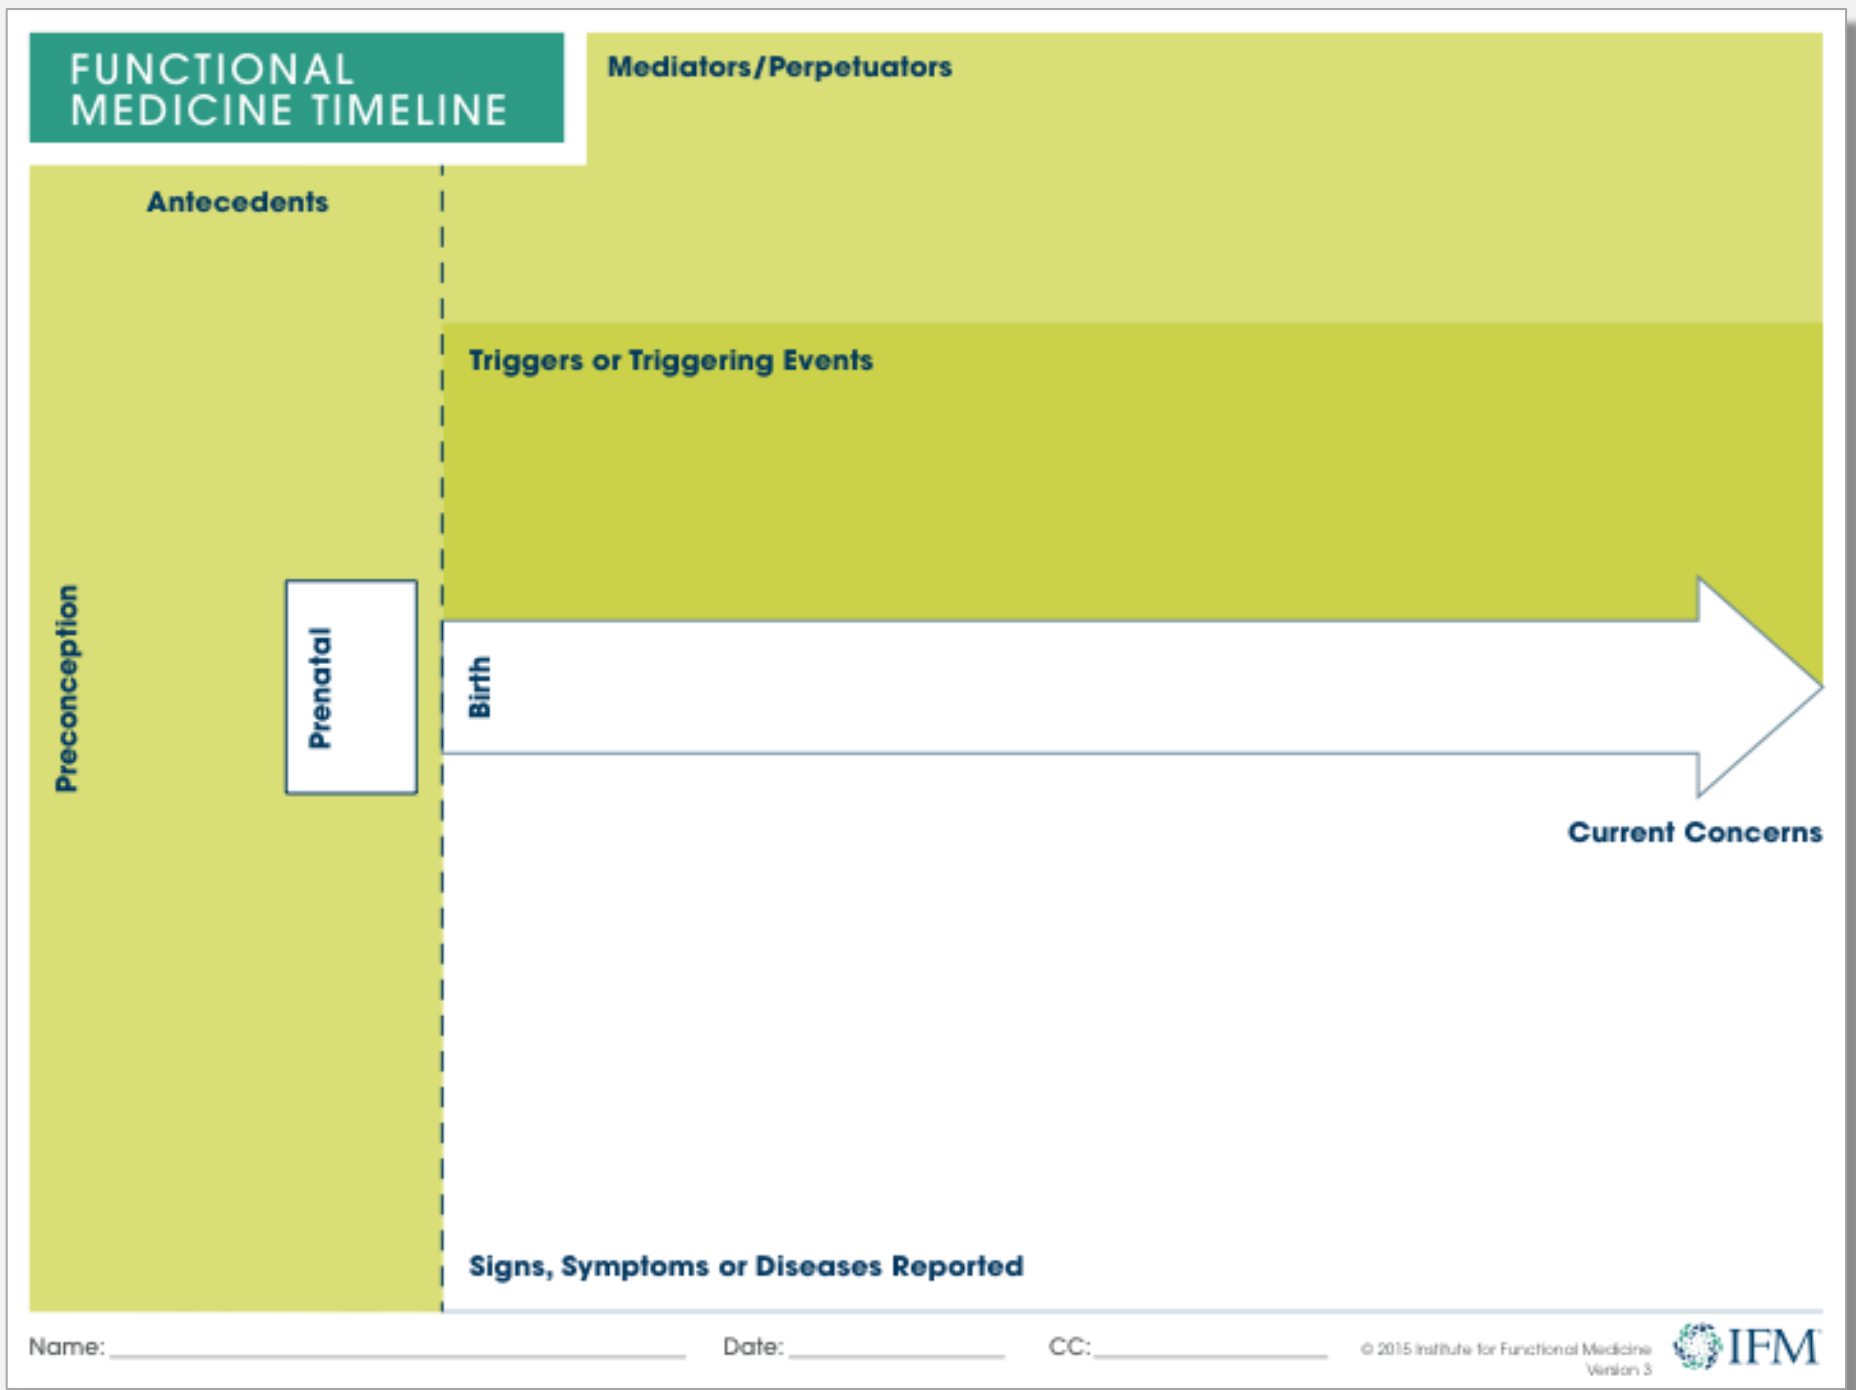 FUNCTIONAL
MEDICINE TIMELINE
Mediators/Perpetuators
Antecedents
Triggers or Triggering Events
Preconception
Prenatal
Birth
Current Concerns
Signs, Symptoms or Diseases Reported
Name:
Date:
CC:
© 2015 Institute for Functional Medicine
Version 3
IFM